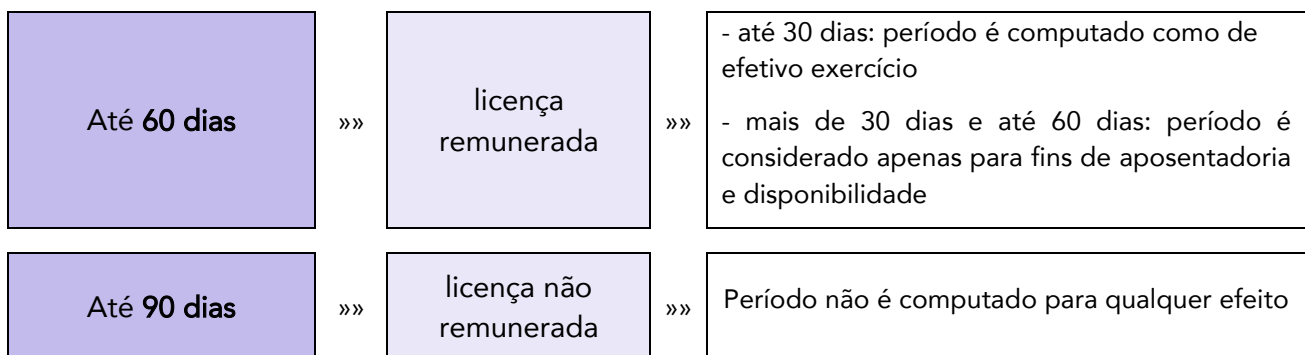 Até 60 dias
»»
licença
remunerada
»»
- até 30 dias: período é computado como de
efetivo exercício
- mais de 30 dias e até 60 dias: período é
considerado apenas para fins de aposentadoria
e disponibilidade
Até 90 dias
»»
licença não
remunerada
»»
Período não é computado para qualquer efeito